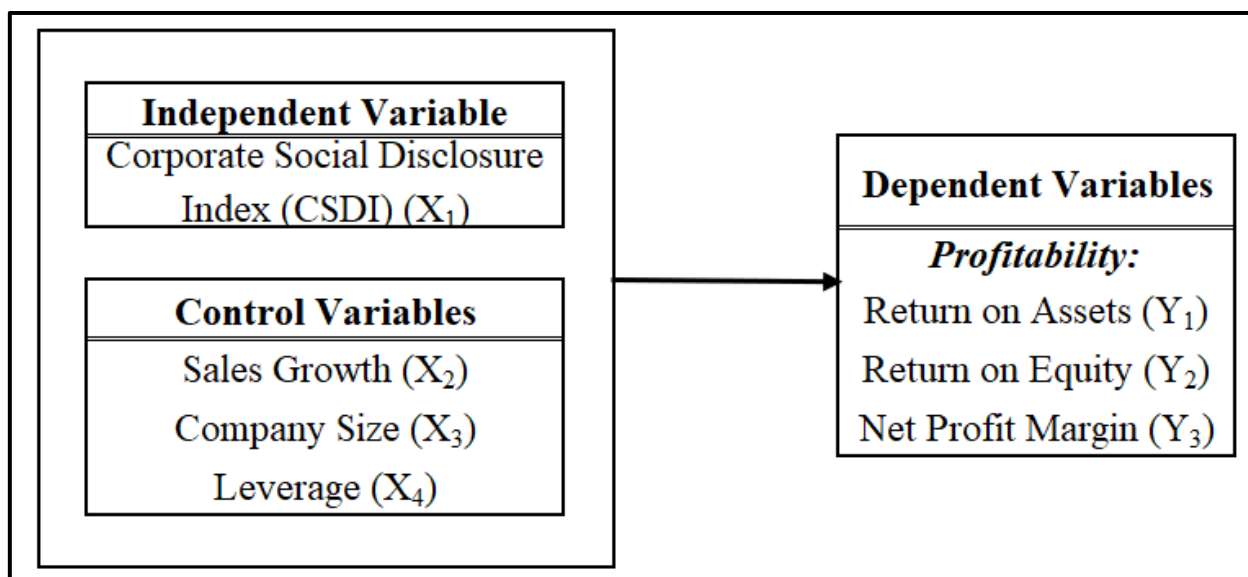 Independent Variable
Corporate Social Disclosure
Index (CSDI) (X₁)
Control Variables
Sales Growth (X₂)
Company Size (X₃)
Leverage (X₄)
Dependent Variables
Profitability:
Return on Assets (Y₁)
Return on Equity (Y₂)
Net Profit Margin (Y₃)